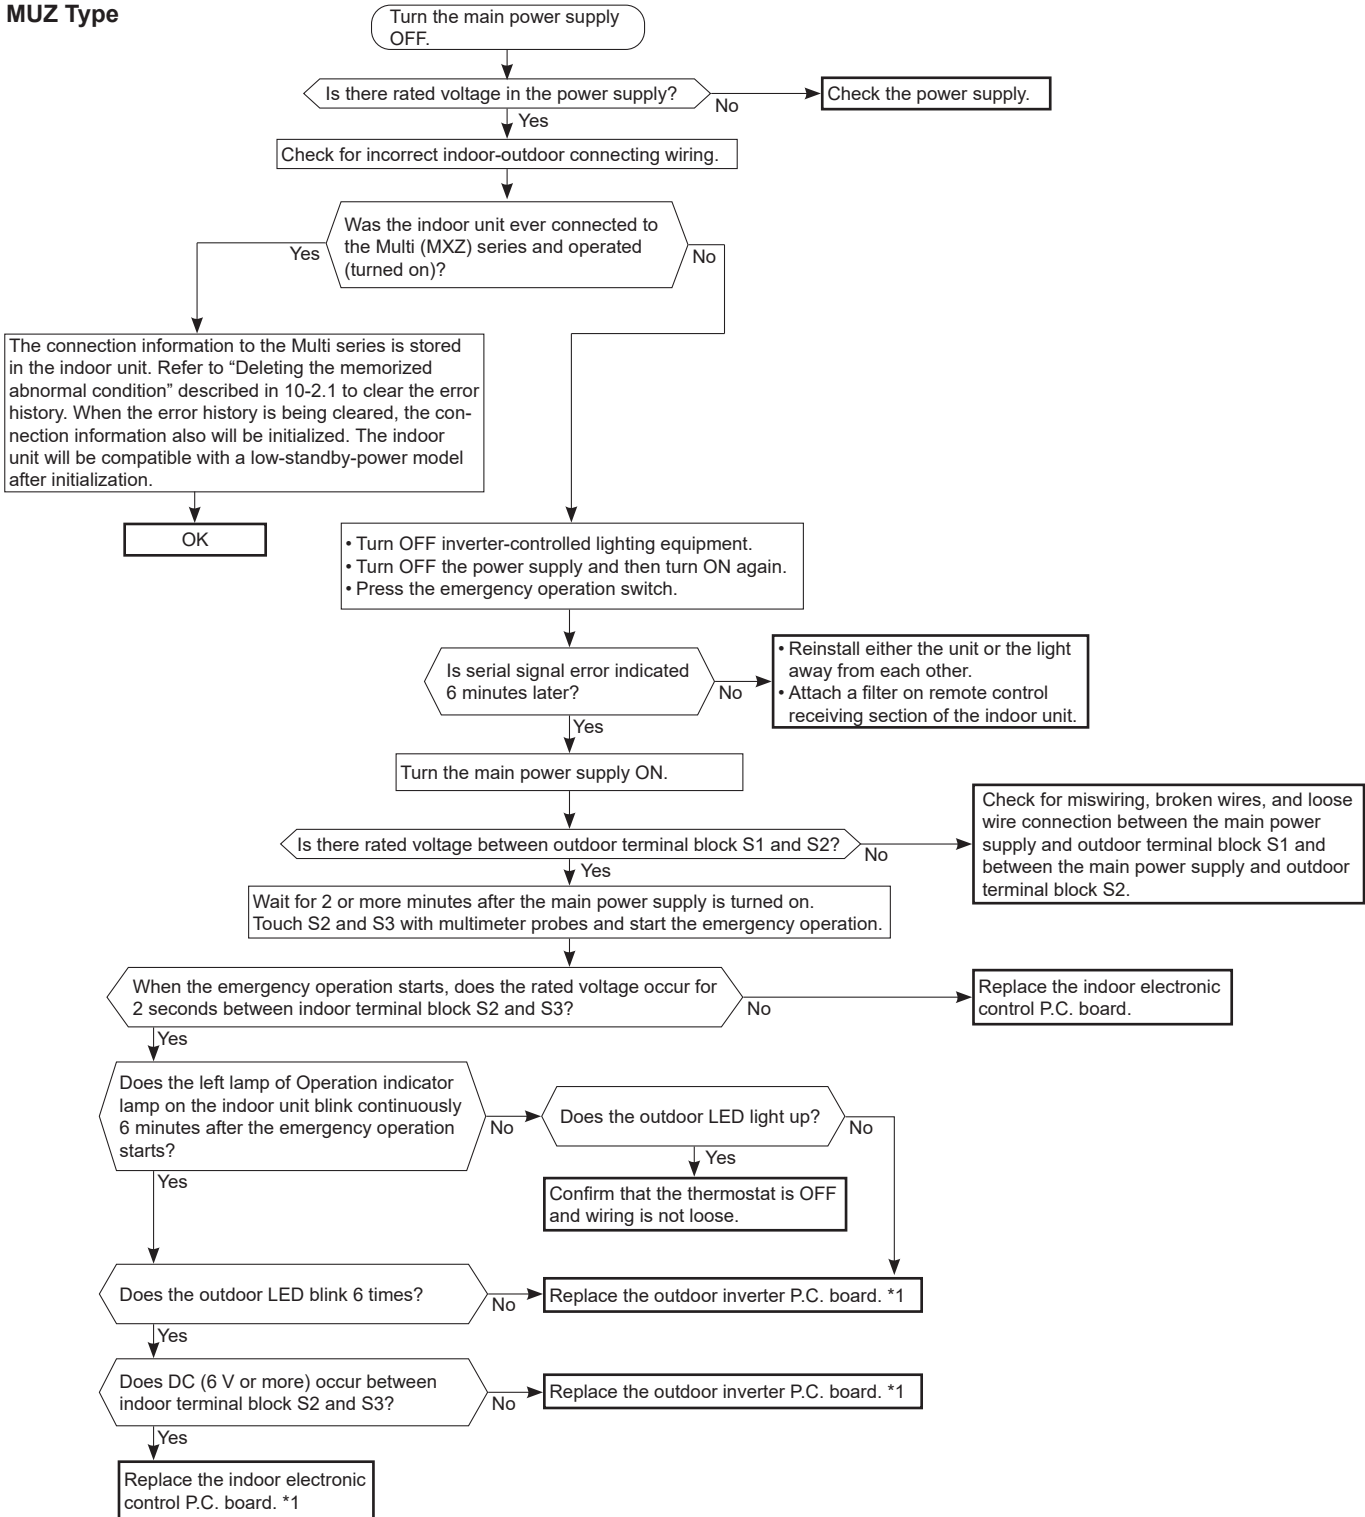 MUZ Type
Turn the main power supply
OFF.
Is there rated voltage in the power supply?
No
Check the power supply.
Yes
Check for incorrect indoor-outdoor connecting wiring.
Was the indoor unit ever connected to
the Multi (MXZ) series and operated
(turned on)?
Yes
No
The connection information to the Multi series is stored
in the indoor unit. Refer to “Deleting the memorized
abnormal condition” described in 10-2.1 to clear the error
history. When the error history is being cleared, the con-
nection information also will be initialized. The indoor
unit will be compatible with a low-standby-power model
after initialization.
OK
• Turn OFF inverter-controlled lighting equipment.
• Turn OFF the power supply and then turn ON again.
• Press the emergency operation switch.
Is serial signal error indicated
6 minutes later?
No
• Reinstall either the unit or the light
away from each other.
• Attach a filter on remote control
receiving section of the indoor unit.
Yes
Turn the main power supply ON.
Is there rated voltage between outdoor terminal block S1 and S2?
No
Check for miswiring, broken wires, and loose
wire connection between the main power
supply and outdoor terminal block S1 and
between the main power supply and outdoor
terminal block S2.
Yes
Wait for 2 or more minutes after the main power supply is turned on.
Touch S2 and S3 with multimeter probes and start the emergency operation.
When the emergency operation starts, does the rated voltage occur for
2 seconds between indoor terminal block S2 and S3?
No
Replace the indoor electronic
control P.C. board.
Yes
Does the left lamp of Operation indicator
lamp on the indoor unit blink continuously
6 minutes after the emergency operation
starts?
No
Does the outdoor LED light up?
No
Yes
Confirm that the thermostat is OFF
and wiring is not loose.
Yes
Does the outdoor LED blink 6 times?
No
Replace the outdoor inverter P.C. board. *1
Yes
Does DC (6 V or more) occur between
indoor terminal block S2 and S3?
No
Replace the outdoor inverter P.C. board. *1
Yes
Replace the indoor electronic
control P.C. board. *1